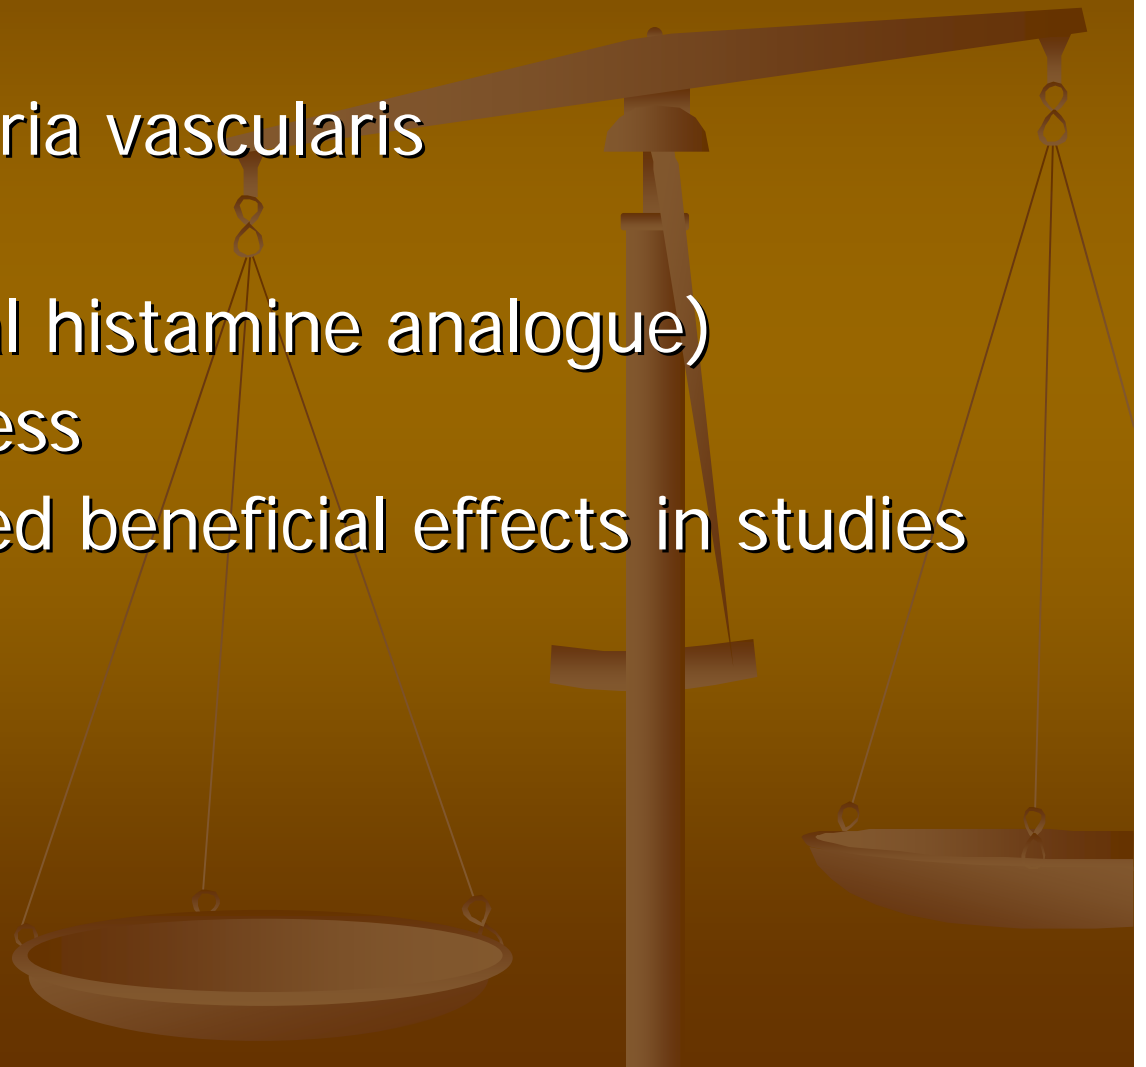 ria vascularis
l histamine analogue)
ess
ed beneficial effects in studies